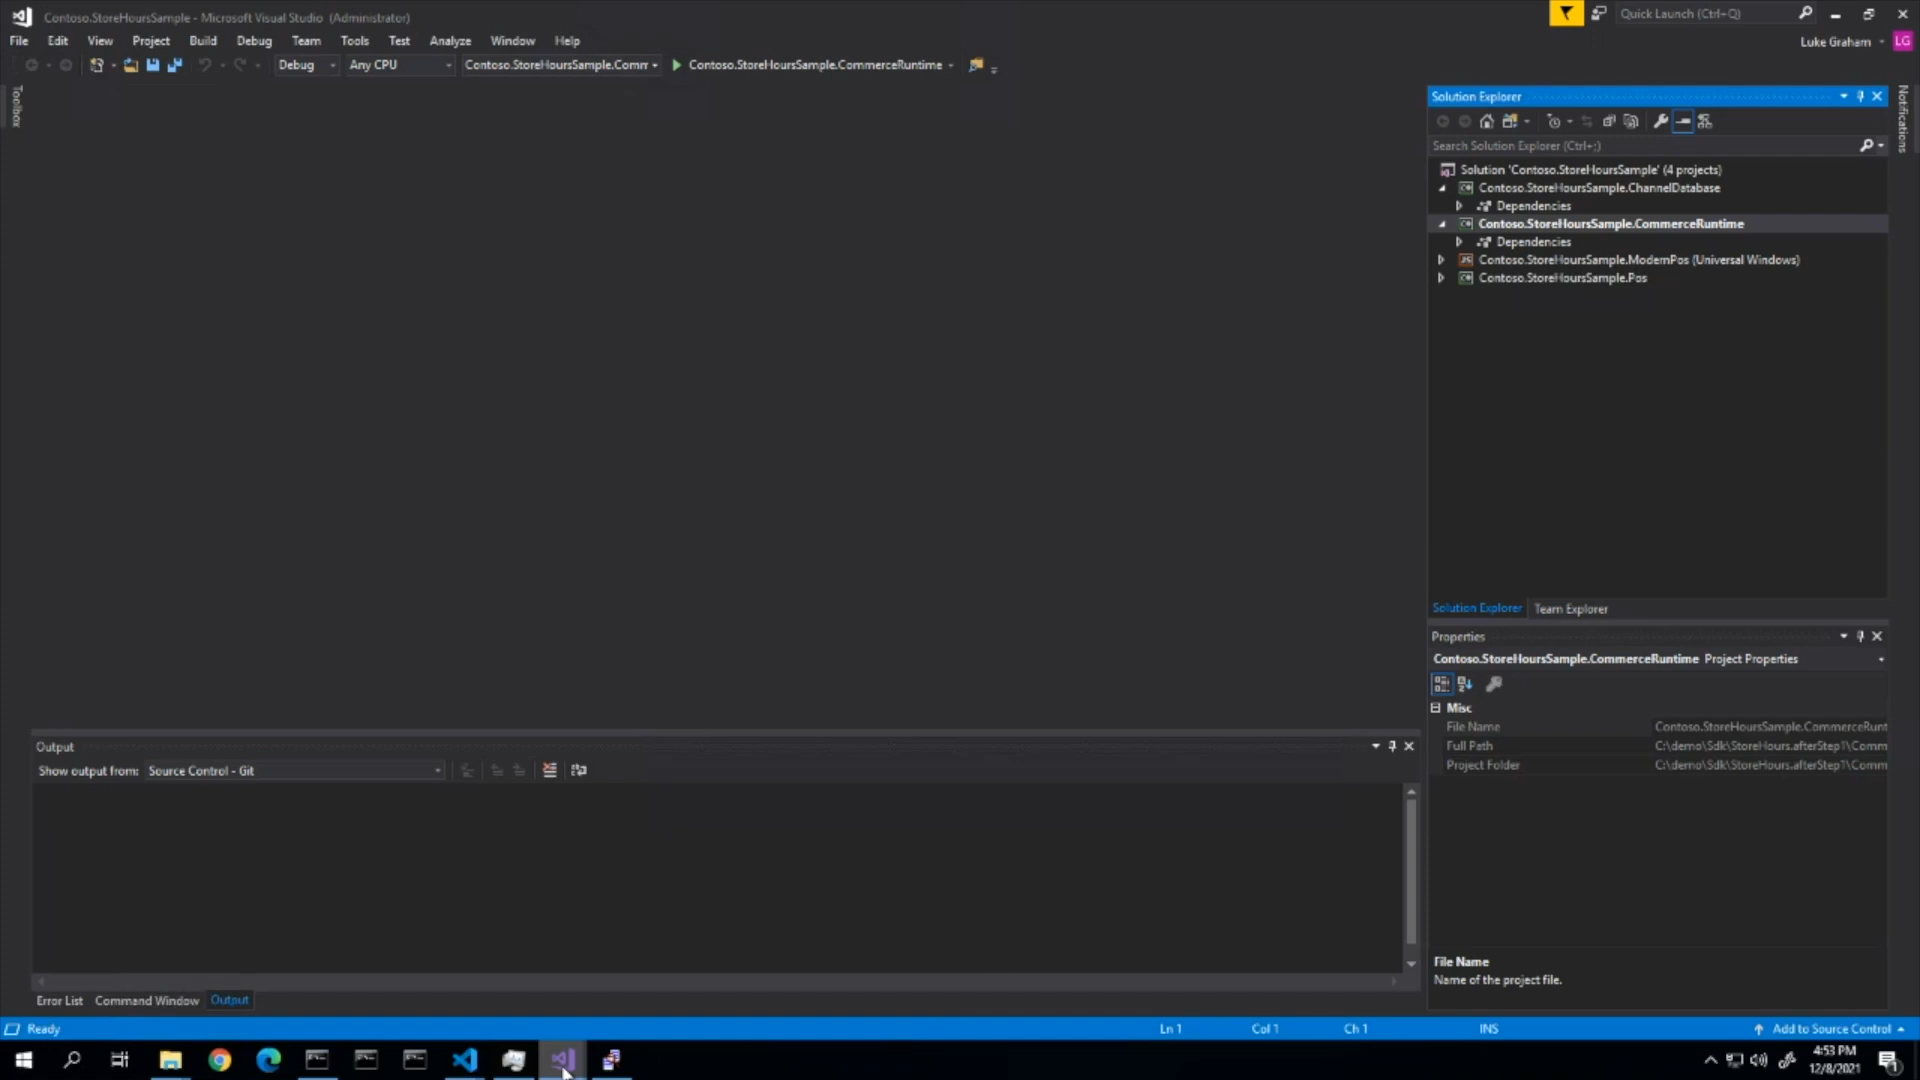 Contoso.StoreHoursSample - Microsoft Visual Studio (Administrator)
Quick Launch (Ctrl+Q)
File Edit View Project Build Debug Team Tools Test Analyze Window Help
Luke Graham LG
Debug Any CPU Contoso.StoreHoursSample.Comm Contoso.StoreHoursSample.CommerceRuntime
Toolbox
Notifications
Solution Explorer
Search Solution Explorer (Ctrl+;)
Solution 'Contoso.StoreHoursSample' (4 projects)
Contoso.StoreHoursSample.ChannelDatabase
Dependencies
Contoso.StoreHoursSample.CommerceRuntime
Dependencies
Contoso.StoreHoursSample.ModernPos (Universal Windows)
Contoso.StoreHoursSample.Pos
Solution Explorer Team Explorer
Properties
Contoso.StoreHoursSample.CommerceRuntime Project Properties
Misc
File Name Contoso.StoreHoursSample.CommerceRunt
Full Path C:\demo\Sdk\StoreHours.afterStep1\Comm
Project Folder C:\demo\Sdk\StoreHours.afterStep1\Comm
File Name
Name of the project file.
Output
Show output from: Source Control - Git
Error List Command Window Output
Ready Ln 1 Col 1 Ch 1 INS Add to Source Control
4:53 PM
12/8/2021
1